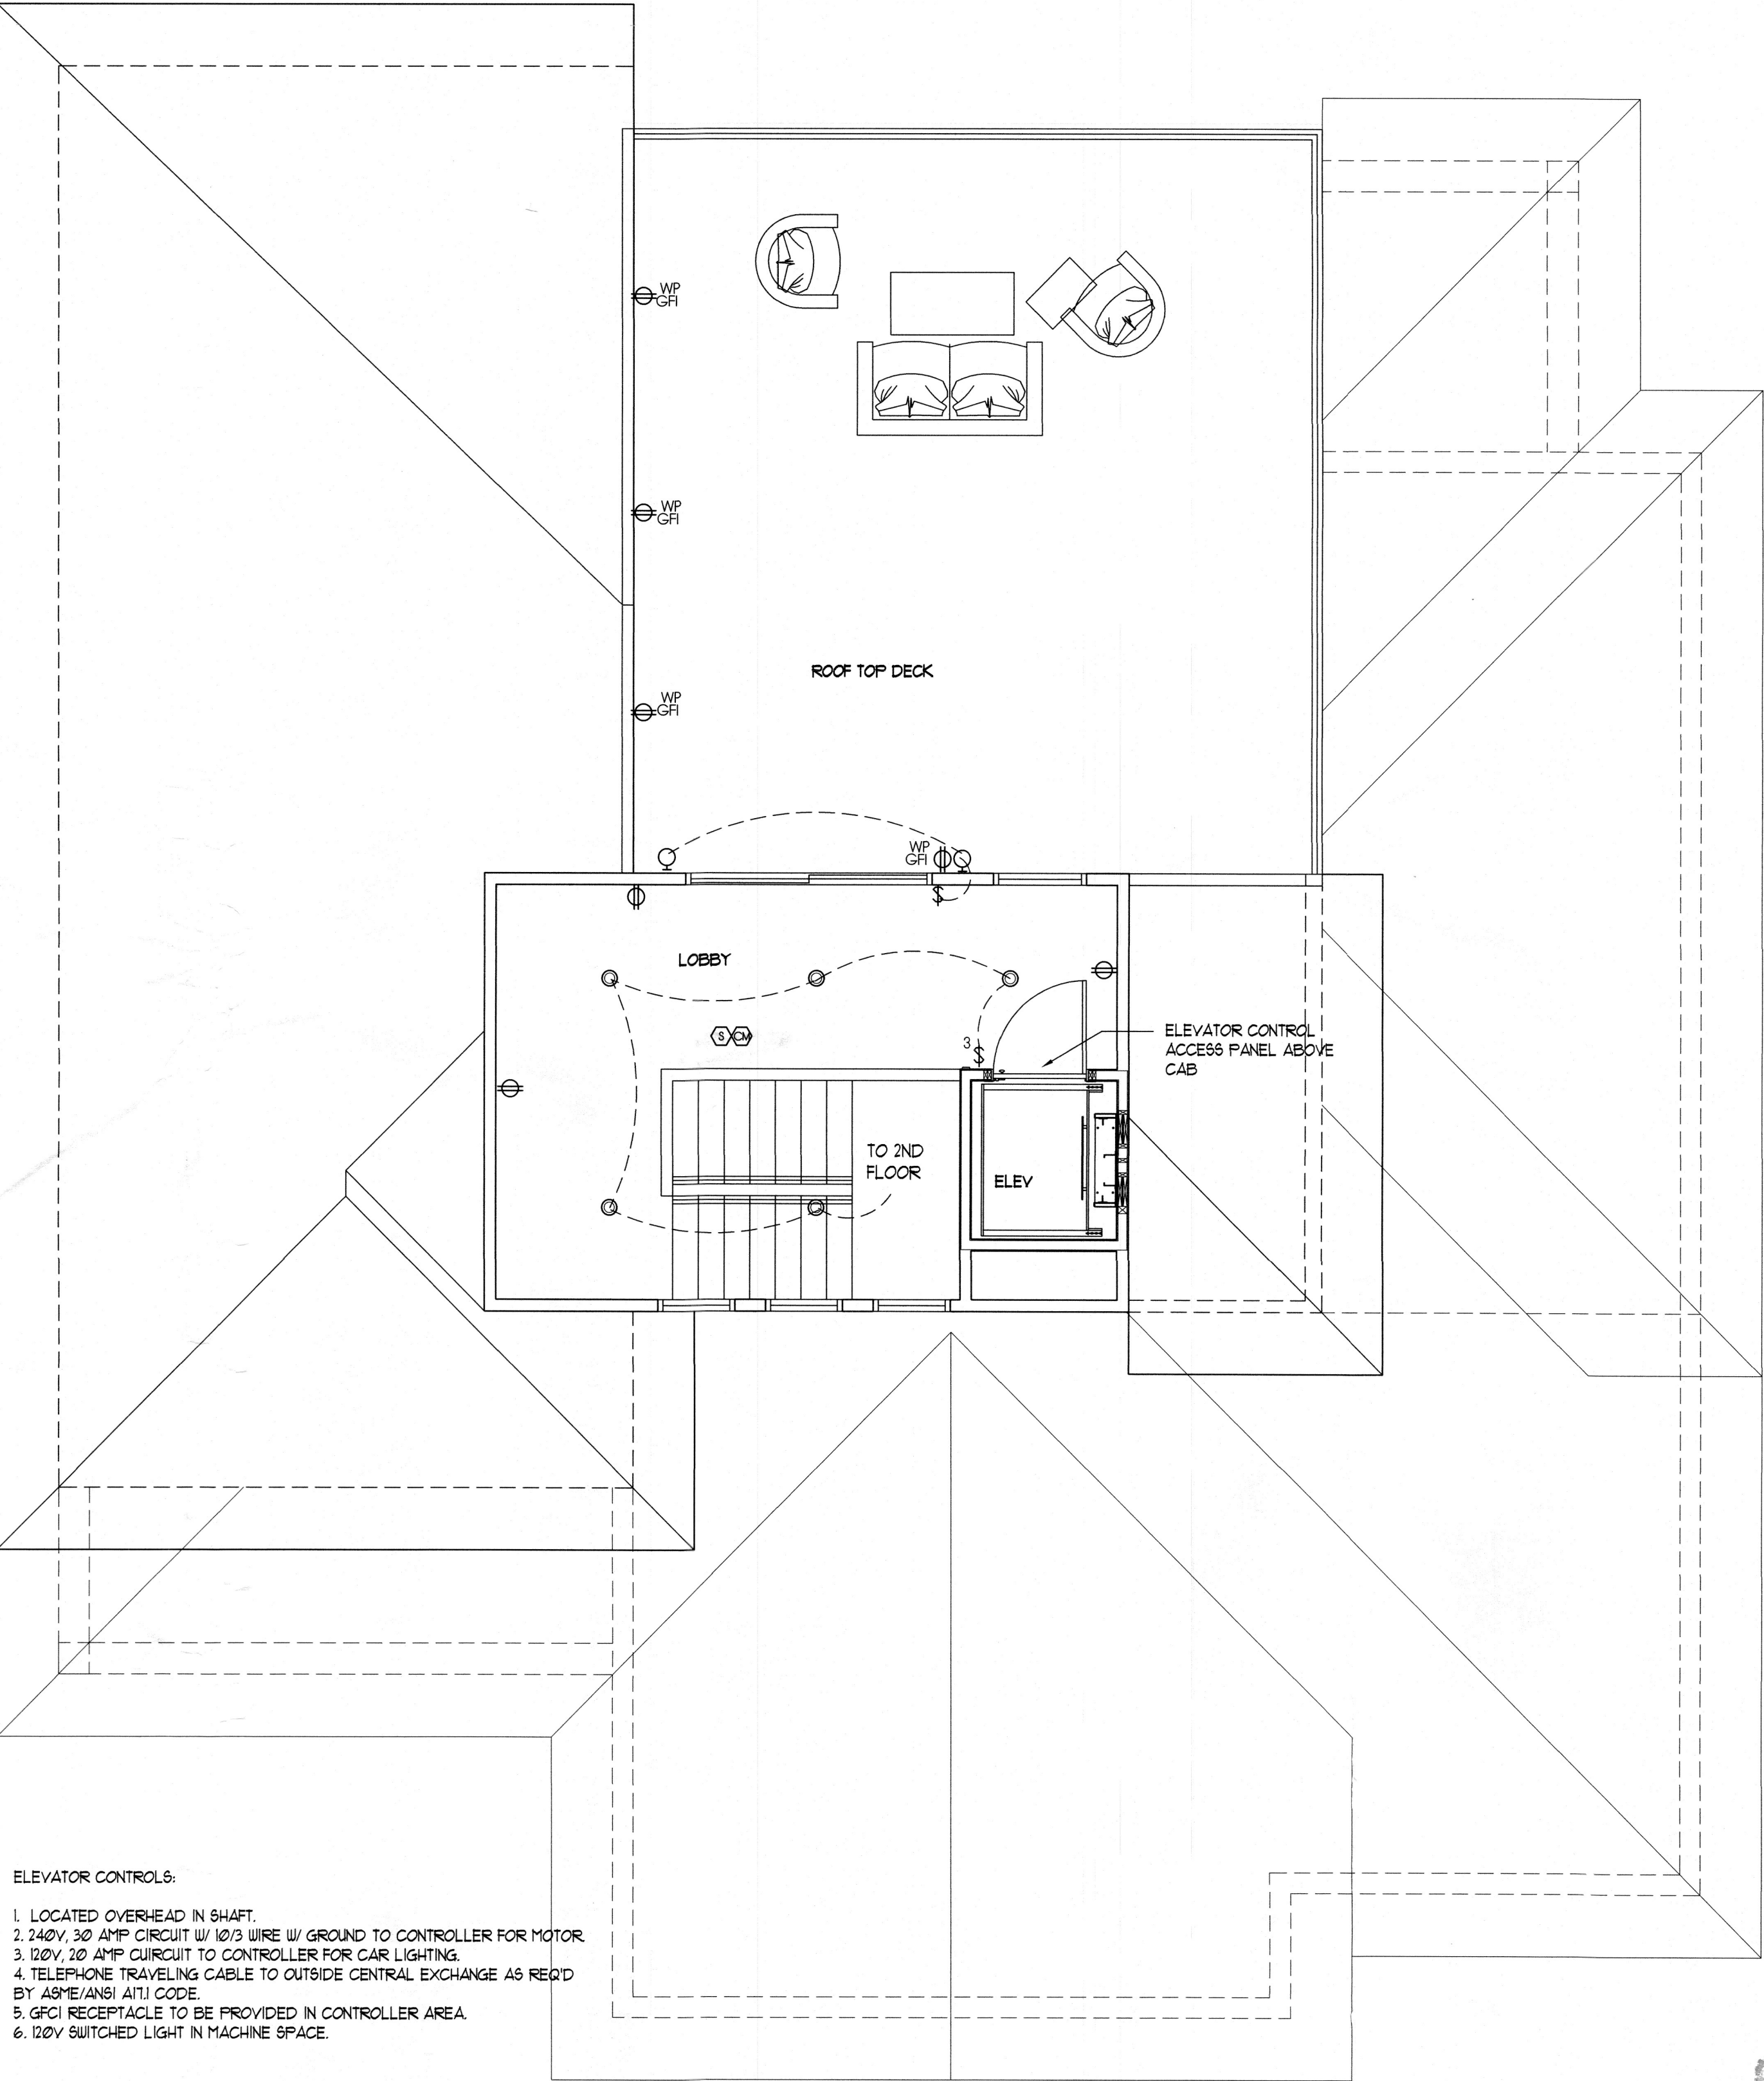 WP
GFI
WP
GFI
ROOF TOP DECK
WP
GFI
WP
GFI
$
LOBBY
S CM
3 $
ELEVATOR CONTROL
ACCESS PANEL ABOVE
CAB
TO 2ND
FLOOR
ELEV
ELEVATOR CONTROLS:
1. LOCATED OVERHEAD IN SHAFT.
2. 240V, 30 AMP CIRCUIT W/ 10/3 WIRE W/ GROUND TO CONTROLLER FOR MOTOR
3. 120V, 20 AMP CUIRCUIT TO CONTROLLER FOR CAR LIGHTING.
4. TELEPHONE TRAVELING CABLE TO OUTSIDE CENTRAL EXCHANGE AS REQ'D
BY ASME/ANSI A17.1 CODE.
5. GFCI RECEPTACLE TO BE PROVIDED IN CONTROLLER AREA.
6. 120V SWITCHED LIGHT IN MACHINE SPACE.